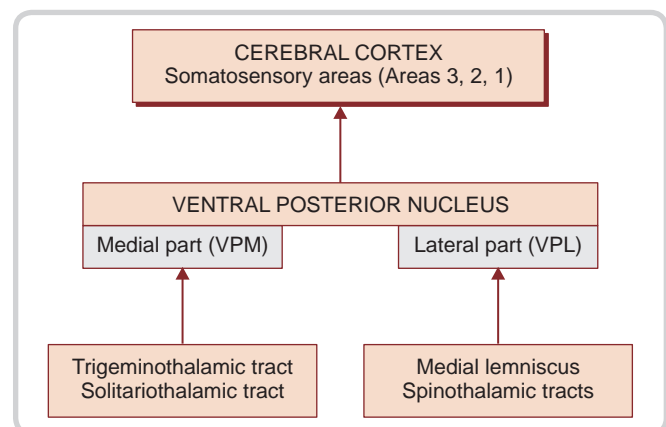 CEREBRAL CORTEX
Somatosensory areas (Areas 3, 2, 1)
VENTRAL POSTERIOR NUCLEUS
Medial part (VPM)
Lateral part (VPL)
Trigeminothalamic tract
Solitariothalamic tract
Medial lemniscus
Spinothalamic tracts